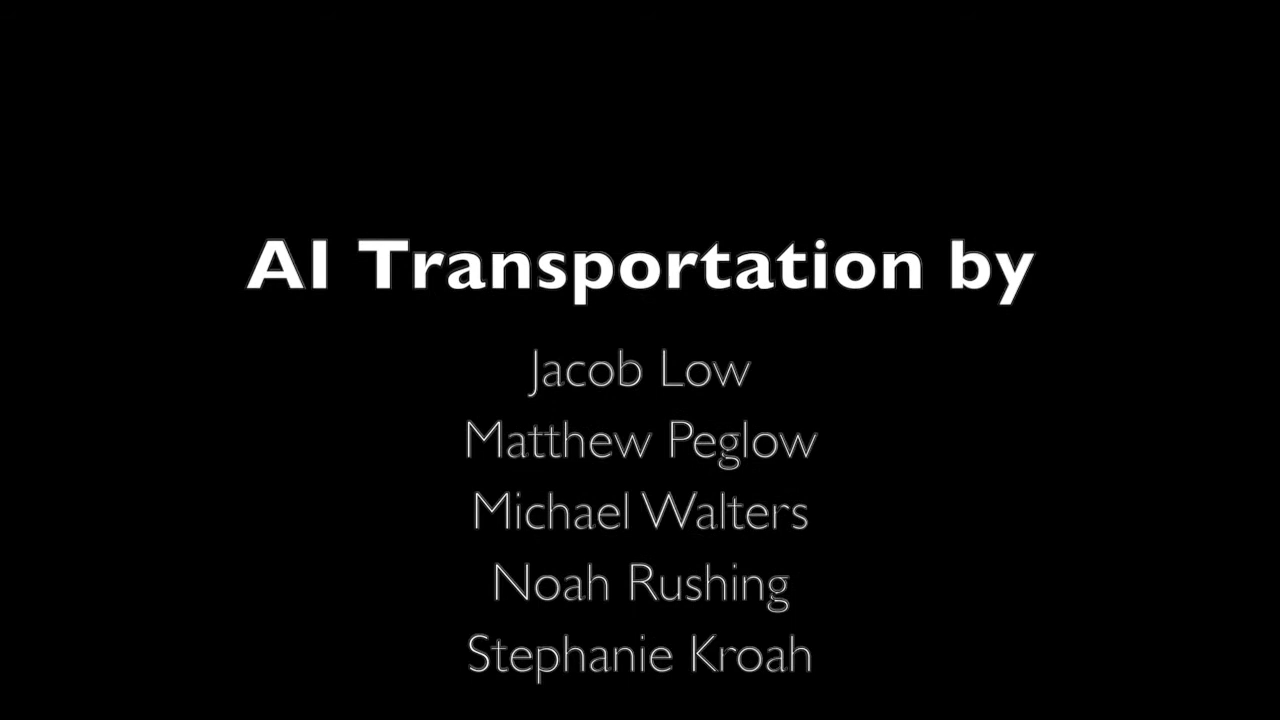 AI Transportation by
Jacob Low
Matthew Peglow
Michael Walters
Noah Rushing
Stephanie Kroah